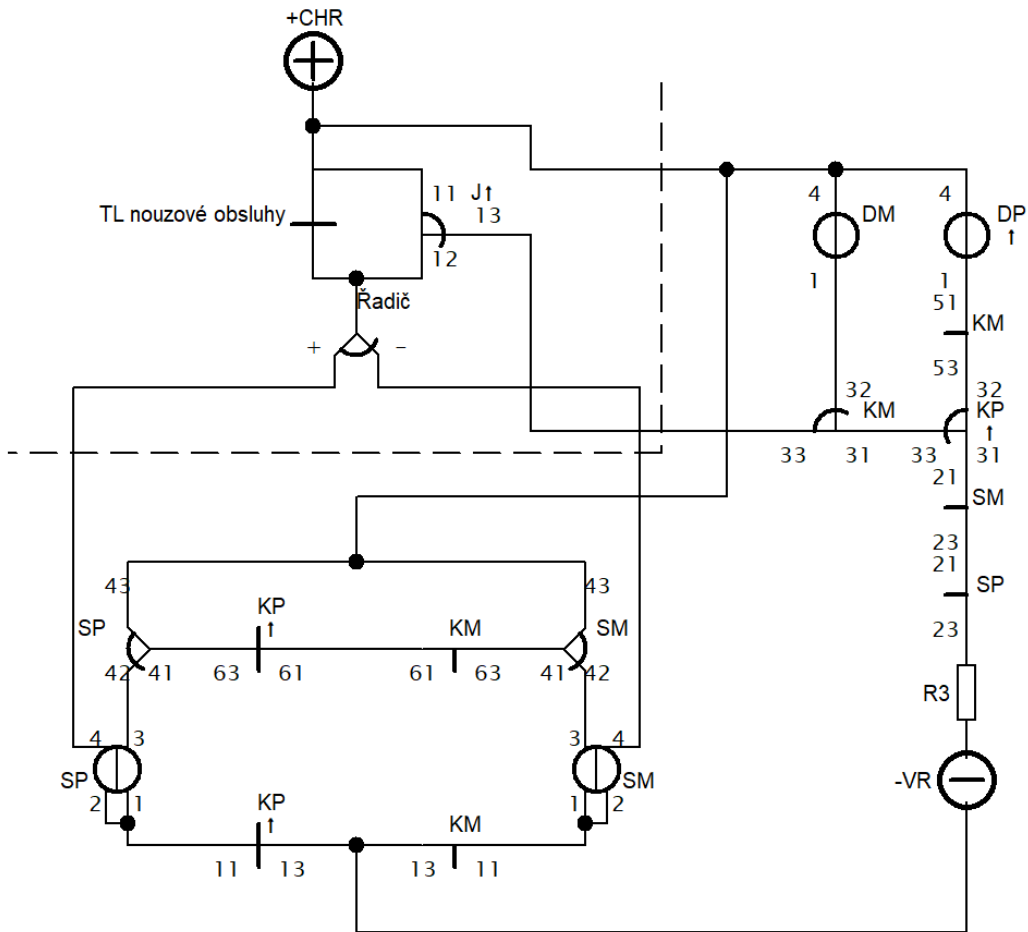 +CHR
11 J↑
13
TL nouzové obsluhy
12
Řadič
+ -
4 DM 4 DP
↑
1 1
51
KM
53
32 32
KM KP
↑
33 31 33 31
21
SM
23
21
SP
23
R3
-VR
43 43
KP
↑
SP KM SM
42 41 63 61 61 63 41 42
4 3 3 4
SP SM
2 1 1 2
KP
↑
KM
11 13 13 11